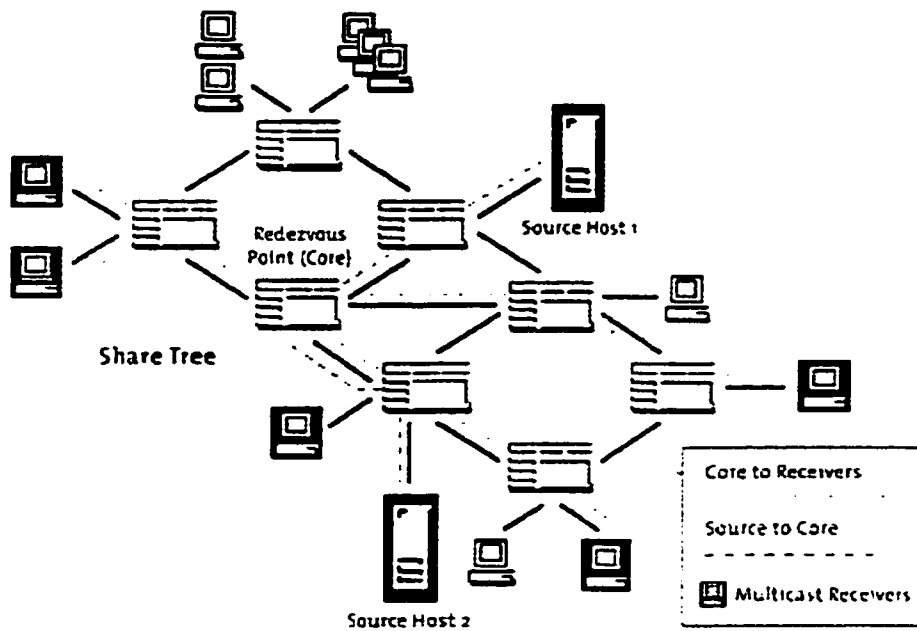 Source Host 1
Redezvous
Point (Core)
Share Tree
Source Host 2
Core to Receivers
Source to Core
Multicast Receivers